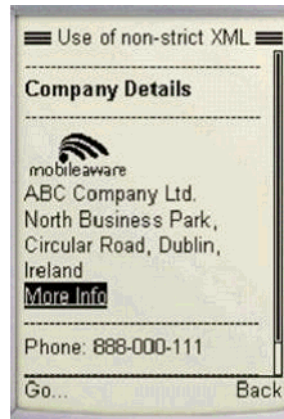 Use of non-strict XML
Company Details
mobileaware
ABC Company Ltd.
North Business Park,
Circular Road, Dublin,
Ireland
More Info
Phone: 888-000-111
Go... Back